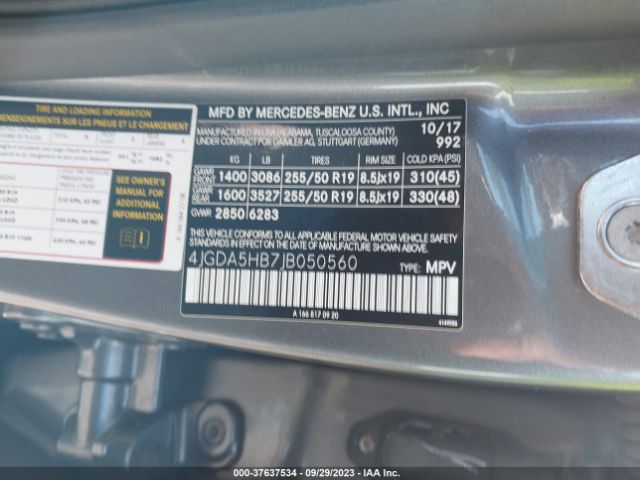 TIRE AND LOADING INFORMATION
RENSEIGNEMENTS SUR LES PNEUS ET LE CHARGEMENT
SEE OWNER'S
MANUAL FOR
ADDITIONAL
INFORMATION
MFD BY MERCEDES-BENZ U.S. INTL., INC
MANUFACTURED IN USA (ALABAMA, TUSCALOOSA COUNTY) 10/17
UNDER CONTRACT FOR DAIMLER AG, STUTTGART (GERMANY) 992
KG LB TIRES RIM SIZE COLD KPA (PSI)
GAWR FRONT 1400 3086 255/50 R19 8.5Jx19 310(45)
GAWR REAR 1600 3527 255/50 R19 8.5Jx19 330(48)
GVWR 2850 6283
THIS VEHICLE CONFORMS TO ALL APPLICABLE FEDERAL MOTOR VEHICLE SAFETY
AND THEFT PREVENTION STANDARDS IN EFFECT ON THE DATE OF MANUFACTURE SHOWN ABOVE.
4JGDA5HB7JB050560 TYPE: MPV
A 166 817 09 20
000-37637534 - 09/29/2023 - IAA Inc.